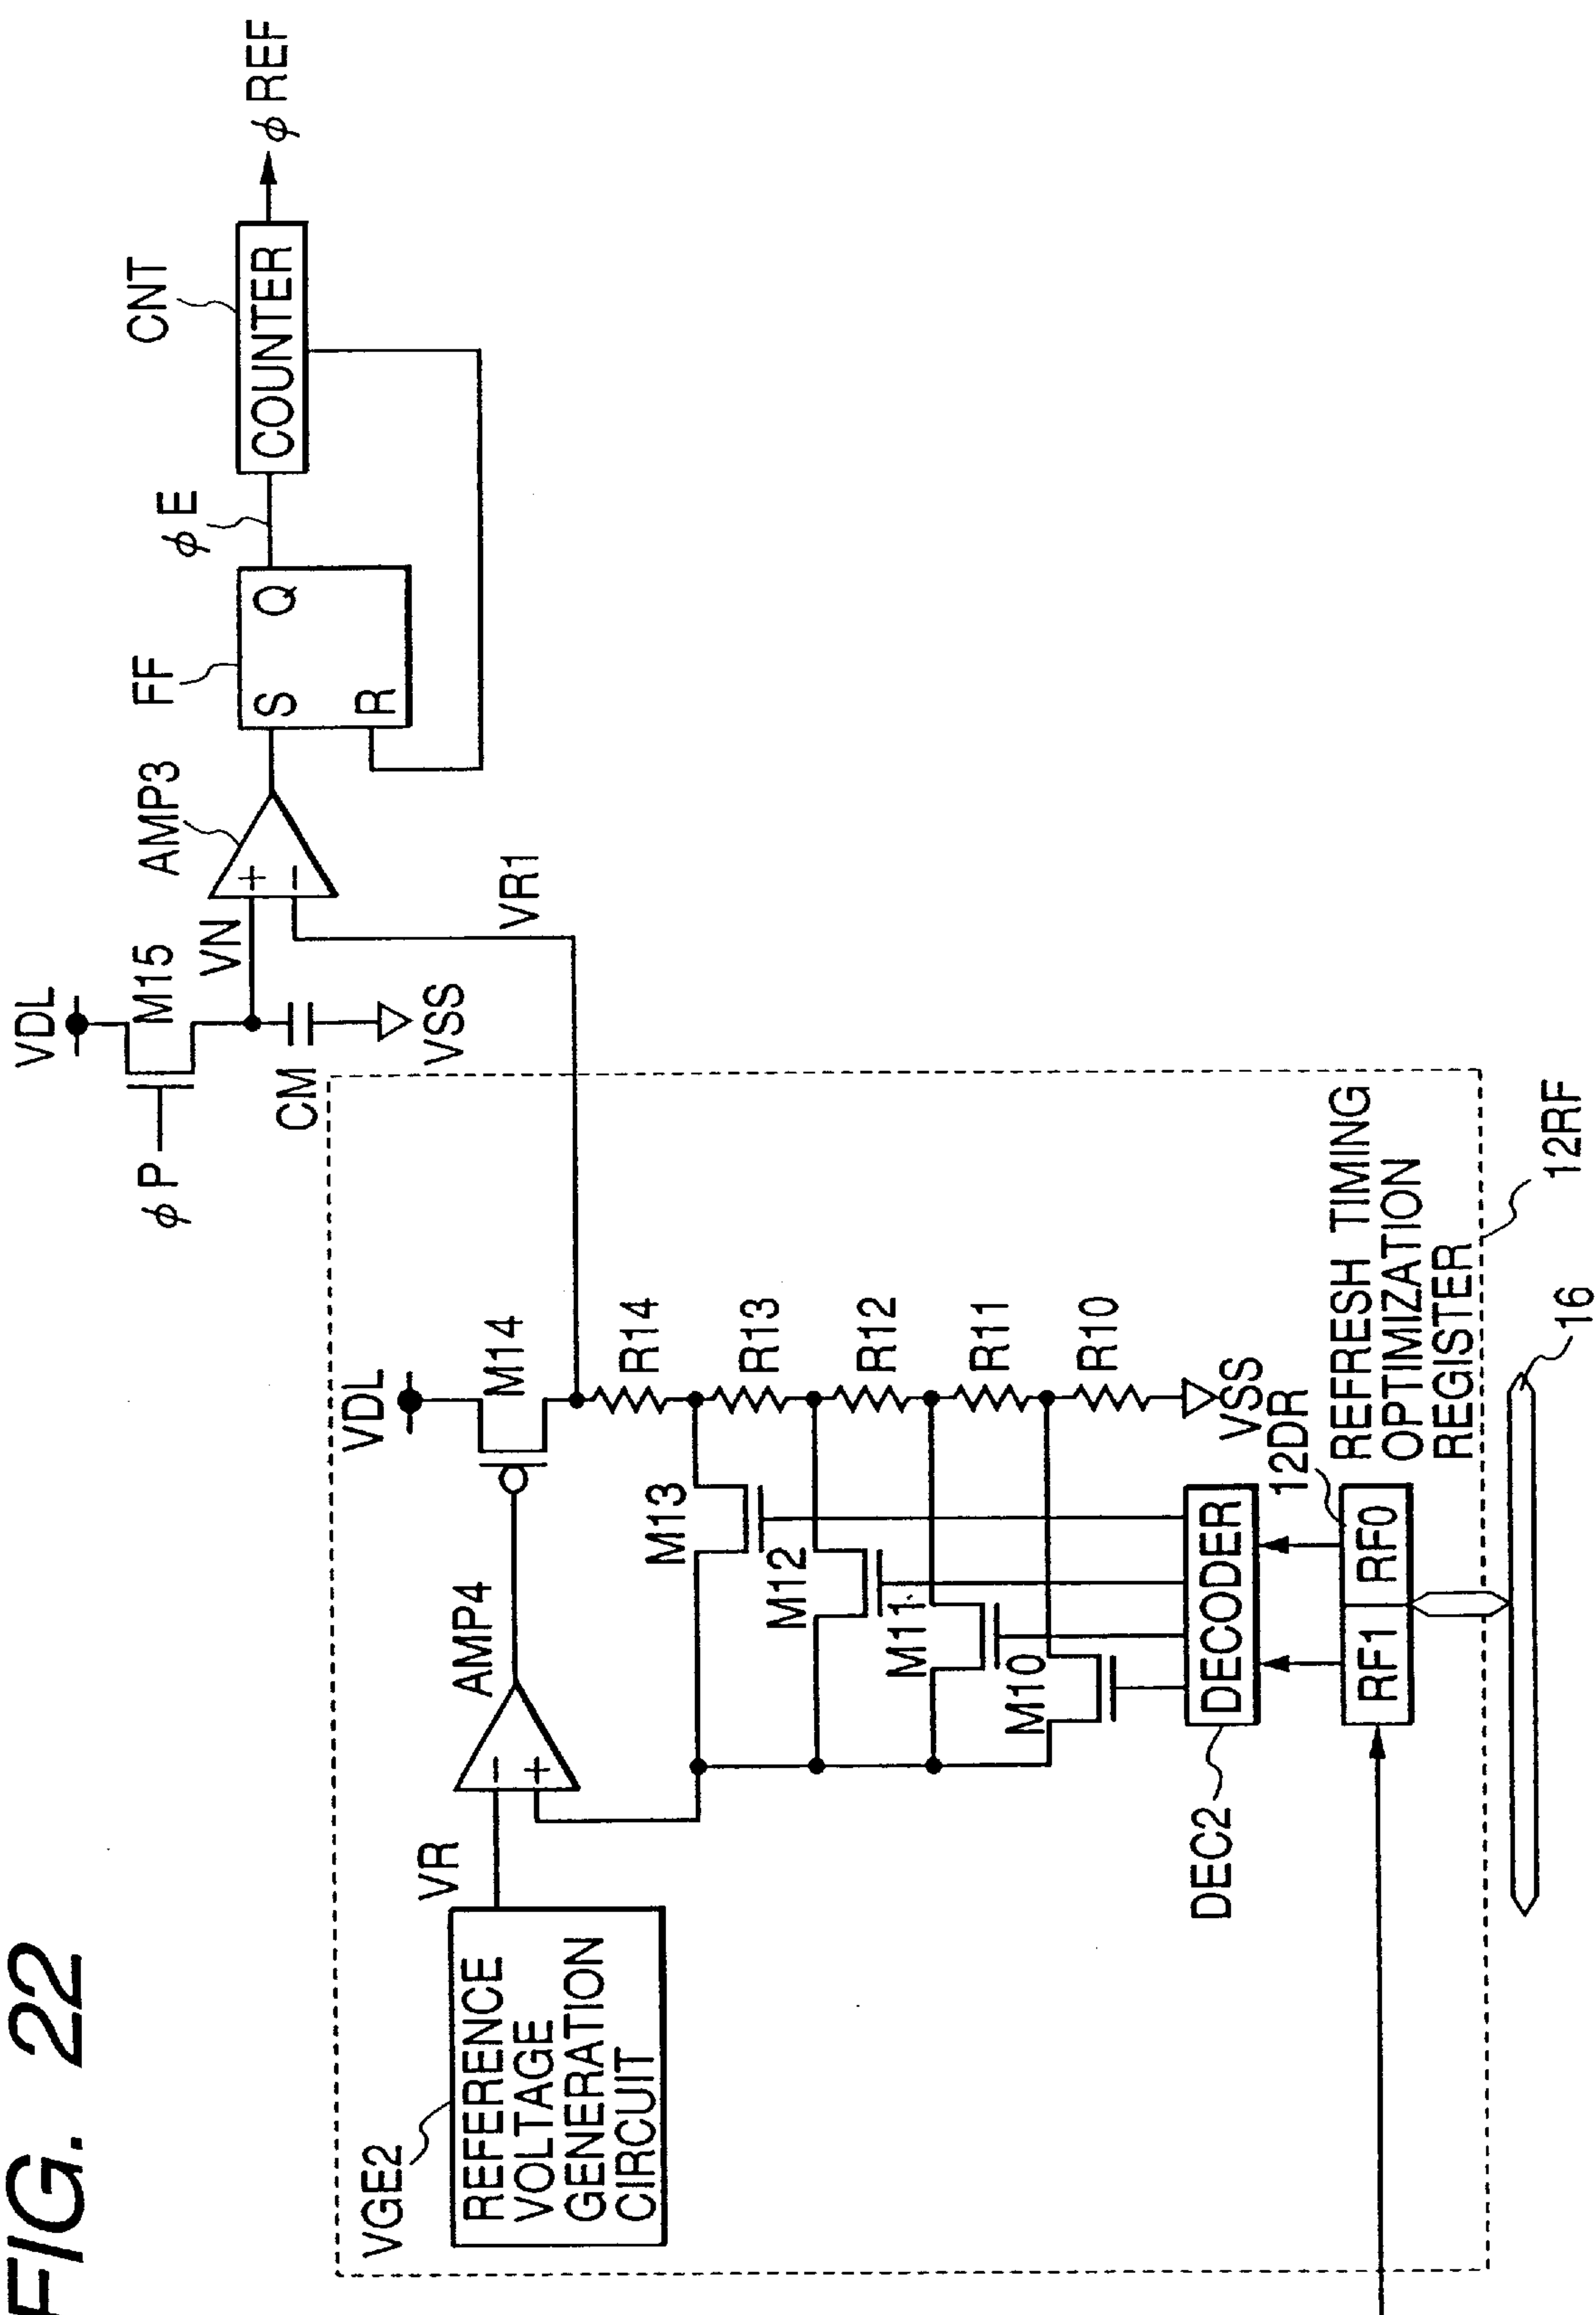 FIG. 22
VDL
φP
M15
VN
CM
VSS
AMP3
+
−
VR1
FF
S
Q
R
φE
CNT
COUNTER
φREF
VGE2
REFERENCE
VOLTAGE
GENERATION
CIRCUIT
VR
AMP4
−
+
VDL
M14
R14
R13
R12
R11
R10
VSS
M13
M12
M11
M10
DEC2
DECODER
12DR
RF1
RF0
REFRESH TIMING
OPTIMIZATION
REGISTER
12RF
16